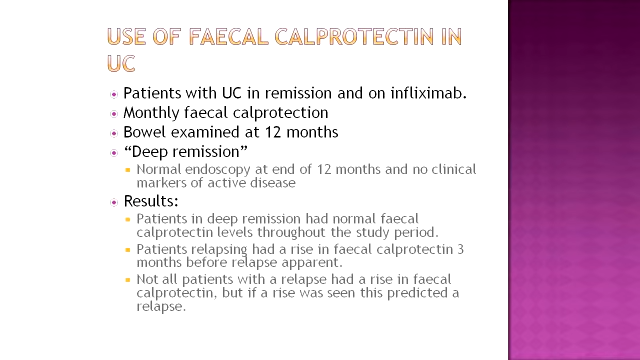 USE OF FAECAL CALPROTECTIN IN
UC
Patients with UC in remission and on infliximab.
Monthly faecal calprotection
Bowel examined at 12 months
“Deep remission”
Normal endoscopy at end of 12 months and no clinical
markers of active disease
Results:
Patients in deep remission had normal faecal
calprotectin levels throughout the study period.
Patients relapsing had a rise in faecal calprotectin 3
months before relapse apparent.
Not all patients with a relapse had a rise in faecal
calprotectin, but if a rise was seen this predicted a
relapse.